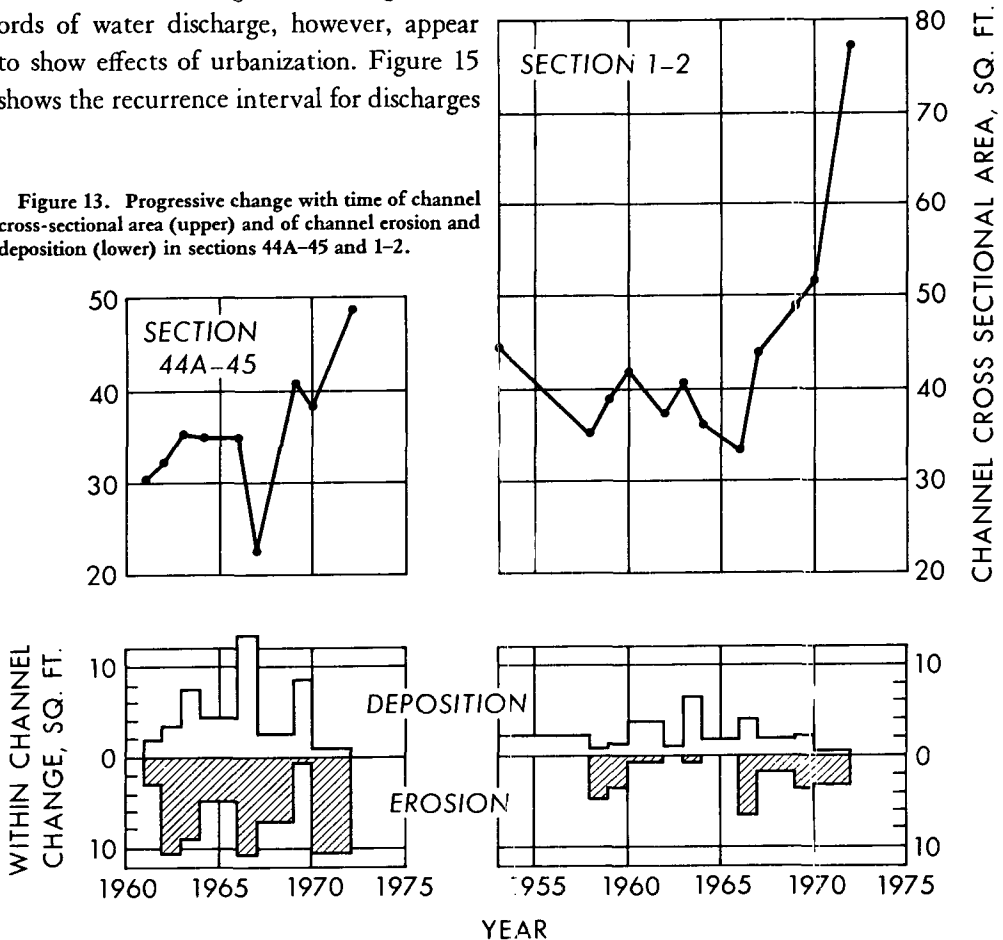 ords of water discharge, however, appear
to show effects of urbanization. Figure 15
shows the recurrence interval for discharges
Figure 13. Progressive change with time of channel
cross-sectional area (upper) and of channel erosion and
deposition (lower) in sections 44A–45 and 1–2.
SECTION
44A–45
50
40
30
20
SECTION 1–2
80
70
60
50
40
30
20
CHANNEL CROSS SECTIONAL AREA, SQ. FT.
WITHIN CHANNEL
CHANGE, SQ. FT.
10
0
10
DEPOSITION
EROSION
10
0
10
1960 1965 1970 1975
.955 1960 1965 1970 1975
YEAR